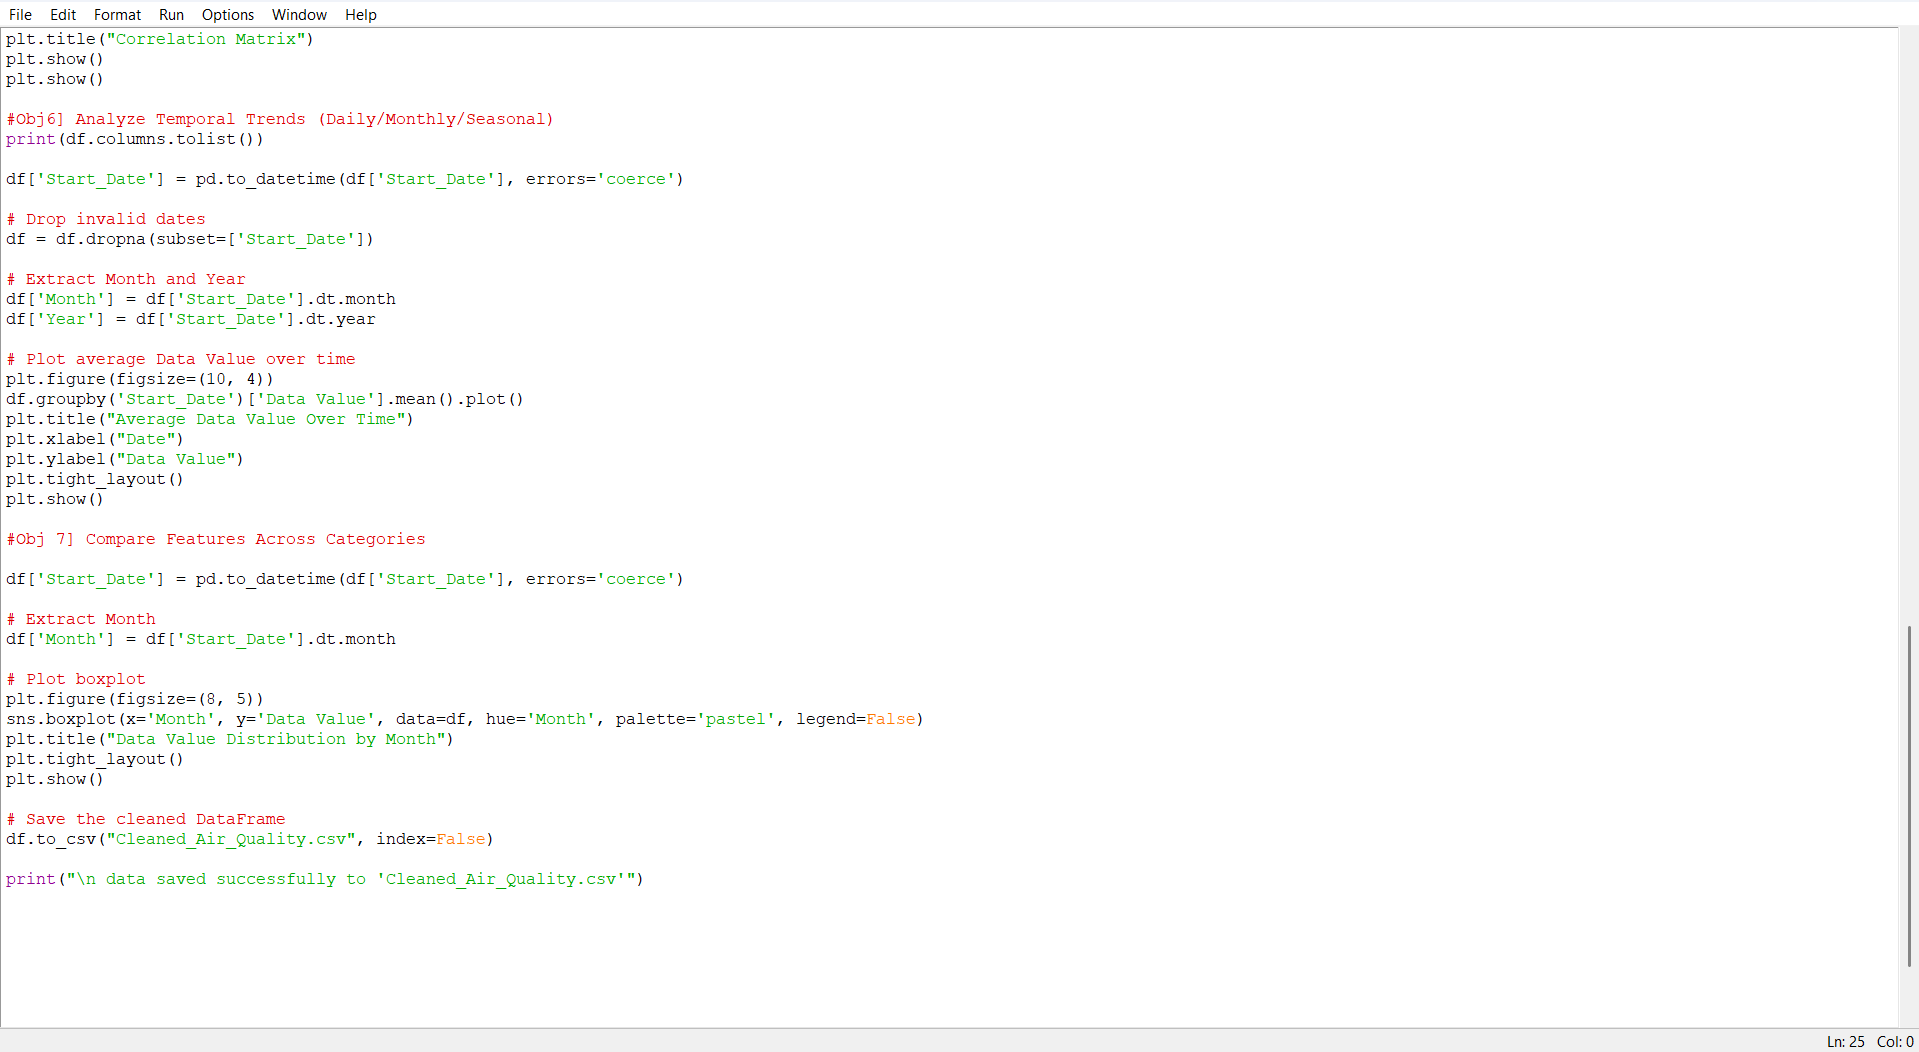 File Edit Format Run Options Window Help
plt.title("Correlation Matrix")
plt.show()
plt.show()
#Obj6] Analyze Temporal Trends (Daily/Monthly/Seasonal)
print(df.columns.tolist())
df['Start_Date'] = pd.to_datetime(df['Start_Date'], errors='coerce')
# Drop invalid dates
df = df.dropna(subset=['Start_Date'])
# Extract Month and Year
df['Month'] = df['Start_Date'].dt.month
df['Year'] = df['Start_Date'].dt.year
# Plot average Data Value over time
plt.figure(figsize=(10, 4))
df.groupby('Start_Date')['Data Value'].mean().plot()
plt.title("Average Data Value Over Time")
plt.xlabel("Date")
plt.ylabel("Data Value")
plt.tight_layout()
plt.show()
#Obj 7] Compare Features Across Categories
df['Start_Date'] = pd.to_datetime(df['Start_Date'], errors='coerce')
# Extract Month
df['Month'] = df['Start_Date'].dt.month
# Plot boxplot
plt.figure(figsize=(8, 5))
sns.boxplot(x='Month', y='Data Value', data=df, hue='Month', palette='pastel', legend=False)
plt.title("Data Value Distribution by Month")
plt.tight_layout()
plt.show()
# Save the cleaned DataFrame
df.to_csv("Cleaned_Air_Quality.csv", index=False)
print("\n data saved successfully to 'Cleaned_Air_Quality.csv'")
Ln: 25 Col: 0